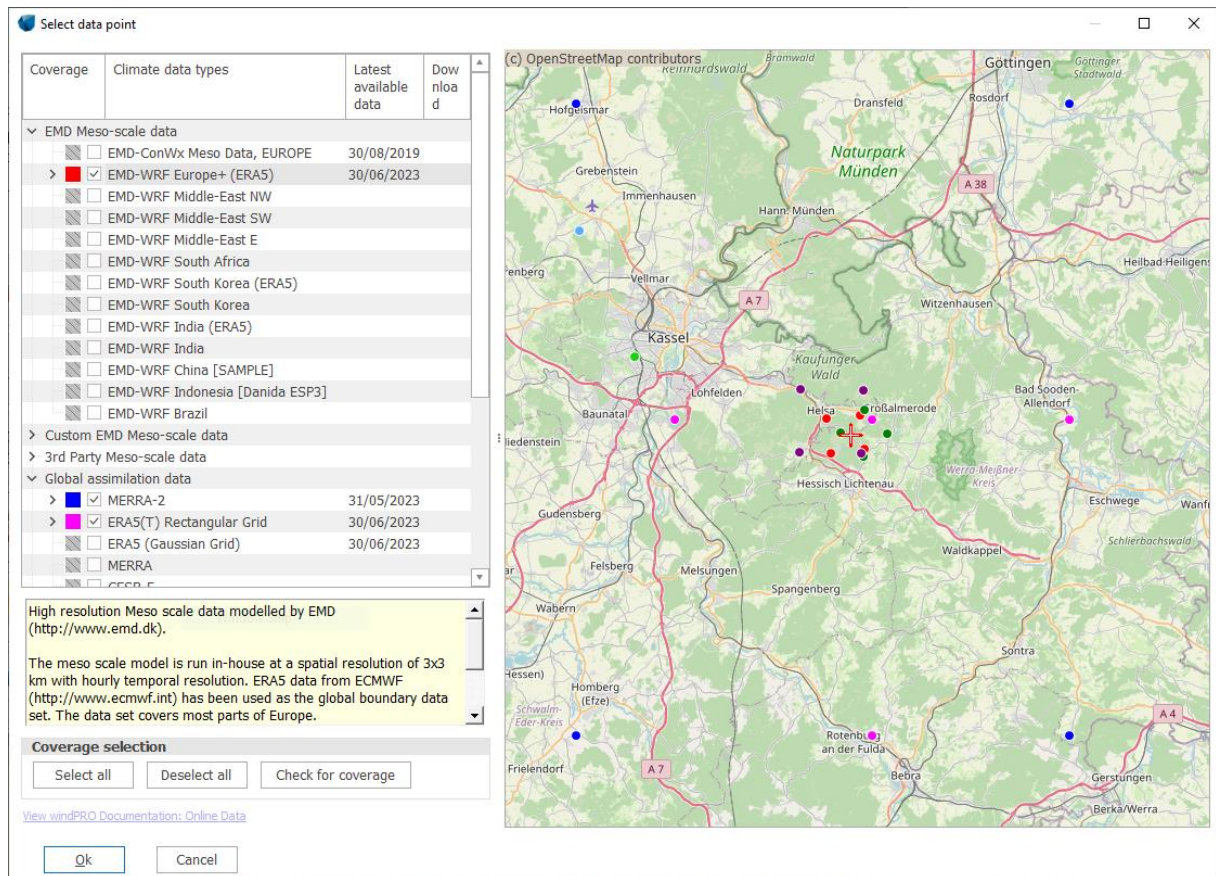 Select data point
Coverage
Climate data types
Latest available data
Download
EMD Meso-scale data
EMD-ConWx Meso Data, EUROPE 30/08/2019
EMD-WRF Europe+ (ERA5) 30/06/2023
EMD-WRF Middle-East NW
EMD-WRF Middle-East SW
EMD-WRF Middle-East E
EMD-WRF South Africa
EMD-WRF South Korea (ERA5)
EMD-WRF South Korea
EMD-WRF India (ERA5)
EMD-WRF India
EMD-WRF China [SAMPLE]
EMD-WRF Indonesia [Danida ESP3]
EMD-WRF Brazil
Custom EMD Meso-scale data
3rd Party Meso-scale data
Global assimilation data
MERRA-2 31/05/2023
ERA5(T) Rectangular Grid 30/06/2023
ERA5 (Gaussian Grid) 30/06/2023
MERRA
High resolution Meso scale data modelled by EMD
(http://www.emd.dk).
The meso scale model is run in-house at a spatial resolution of 3x3
km with hourly temporal resolution. ERA5 data from ECMWF
(http://www.ecmwf.int) has been used as the global boundary data
set. The data set covers most parts of Europe.
Coverage selection
Select all
Deselect all
Check for coverage
View windPRO Documentation: Online Data
Ok
Cancel
(c) OpenStreetMap contributors
Reinhardswald
Bramwald
Göttingen
Göttinger
Stadtwald
Rosdorf
Hofgeismar
Dransfeld
Naturpark
Münden
Grebenstein
A 38
Immenhausen
Hann. Münden
Heilbad Heiligens
renberg
Vellmar
Witzenhausen
A 7
Kassel
Kaufunger
Wald
Lohfelden
Bad Sooden-
Allendorf
Baunatal
Helsa
Großalmerode
liedenstein
Werra-Meißner-
Kreis
Hessisch Lichtenau
Eschwege
Wanfr
Gudensberg
Schlierbachswald
Waldkappel
Felsberg
Melsungen
ar
Spangenberg
Wabern
Sontra
Hessen)
Homberg
(Efze)
Schwalm-
Eder-Kreis
A 4
Rotenburg
an der Fulda
Frielendorf
A 7
Bebra
Gerstungen
Berka/Werra